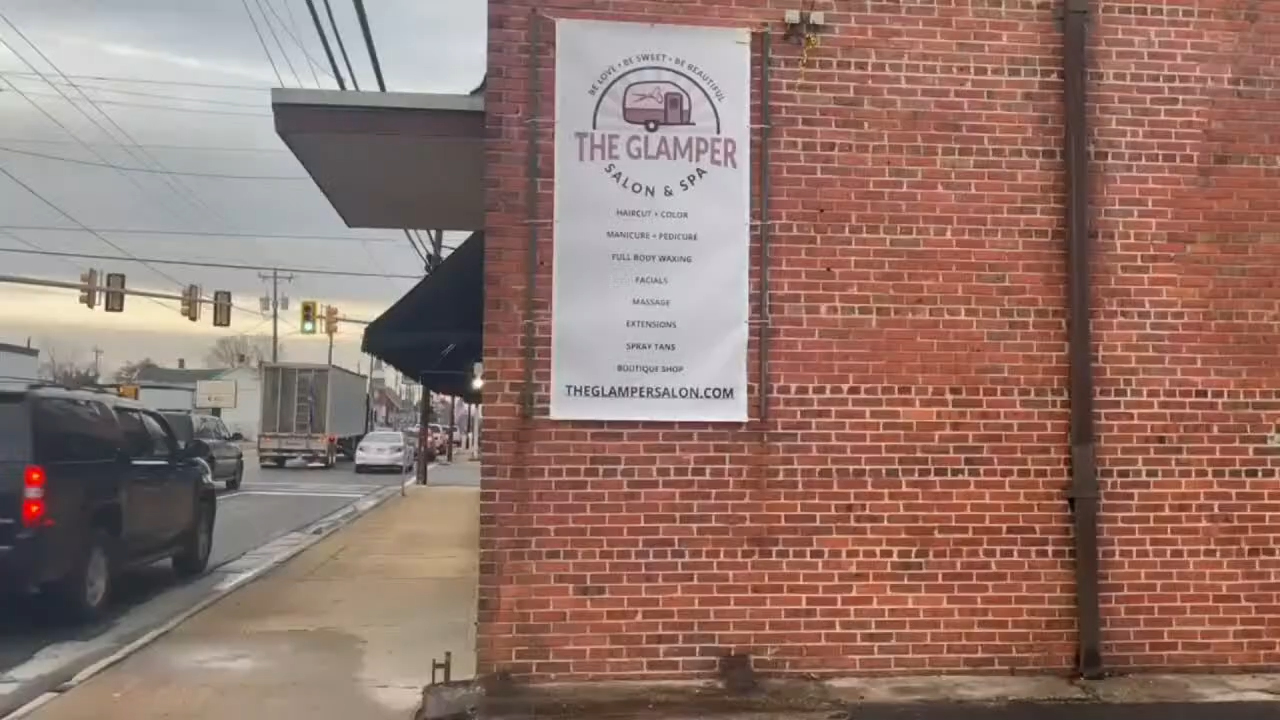 BE LOVE • BE SWEET • BE BEAUTIFUL
THE GLAMPER
SALON & SPA
HAIRCUT • COLOR
MANICURE • PEDICURE
FULL BODY WAXING
FACIALS
MASSAGE
EXTENSIONS
SPRAY TANS
BOUTIQUE SHOP
THEGLAMPERSALON.COM